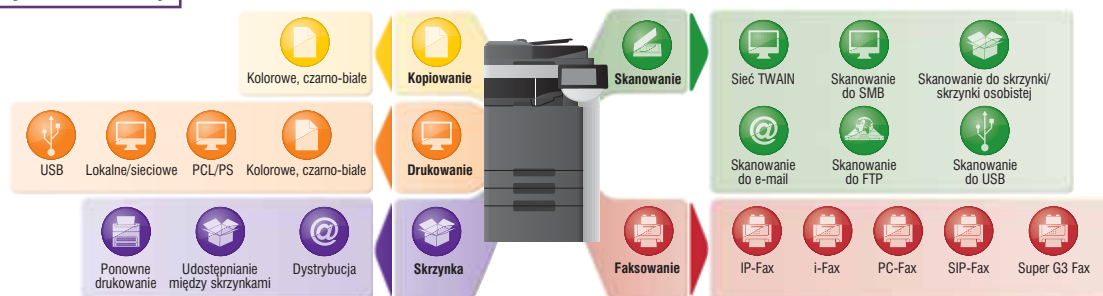 Kolorowe, czarno-białe
Kopiowanie
USB
Lokalne/sieciowe
PCL/PS
Kolorowe, czarno-białe
Drukowanie
Ponowne
drukowanie
Udostępnianie
między skrzynkami
Dystrybucja
Skrzynka
Skanowanie
Sieć TWAIN
Skanowanie
do SMB
Skanowanie do skrzynki/
skrzynki osobistej
Skanowanie
do e-mail
Skanowanie
do FTP
Skanowanie
do USB
Faksowanie
IP-Fax
i-Fax
PC-Fax
SIP-Fax
Super G3 Fax